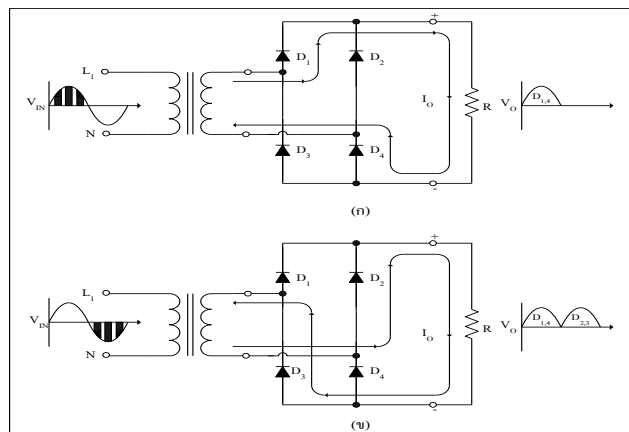 +
D1
D2
L1
VIN
N
IO
R
VO
D1,4
D3
D4
-
(ก)
+
D1
D2
L1
VIN
N
IO
R
VO
D1,4
D2,3
D3
D4
-
(ข)